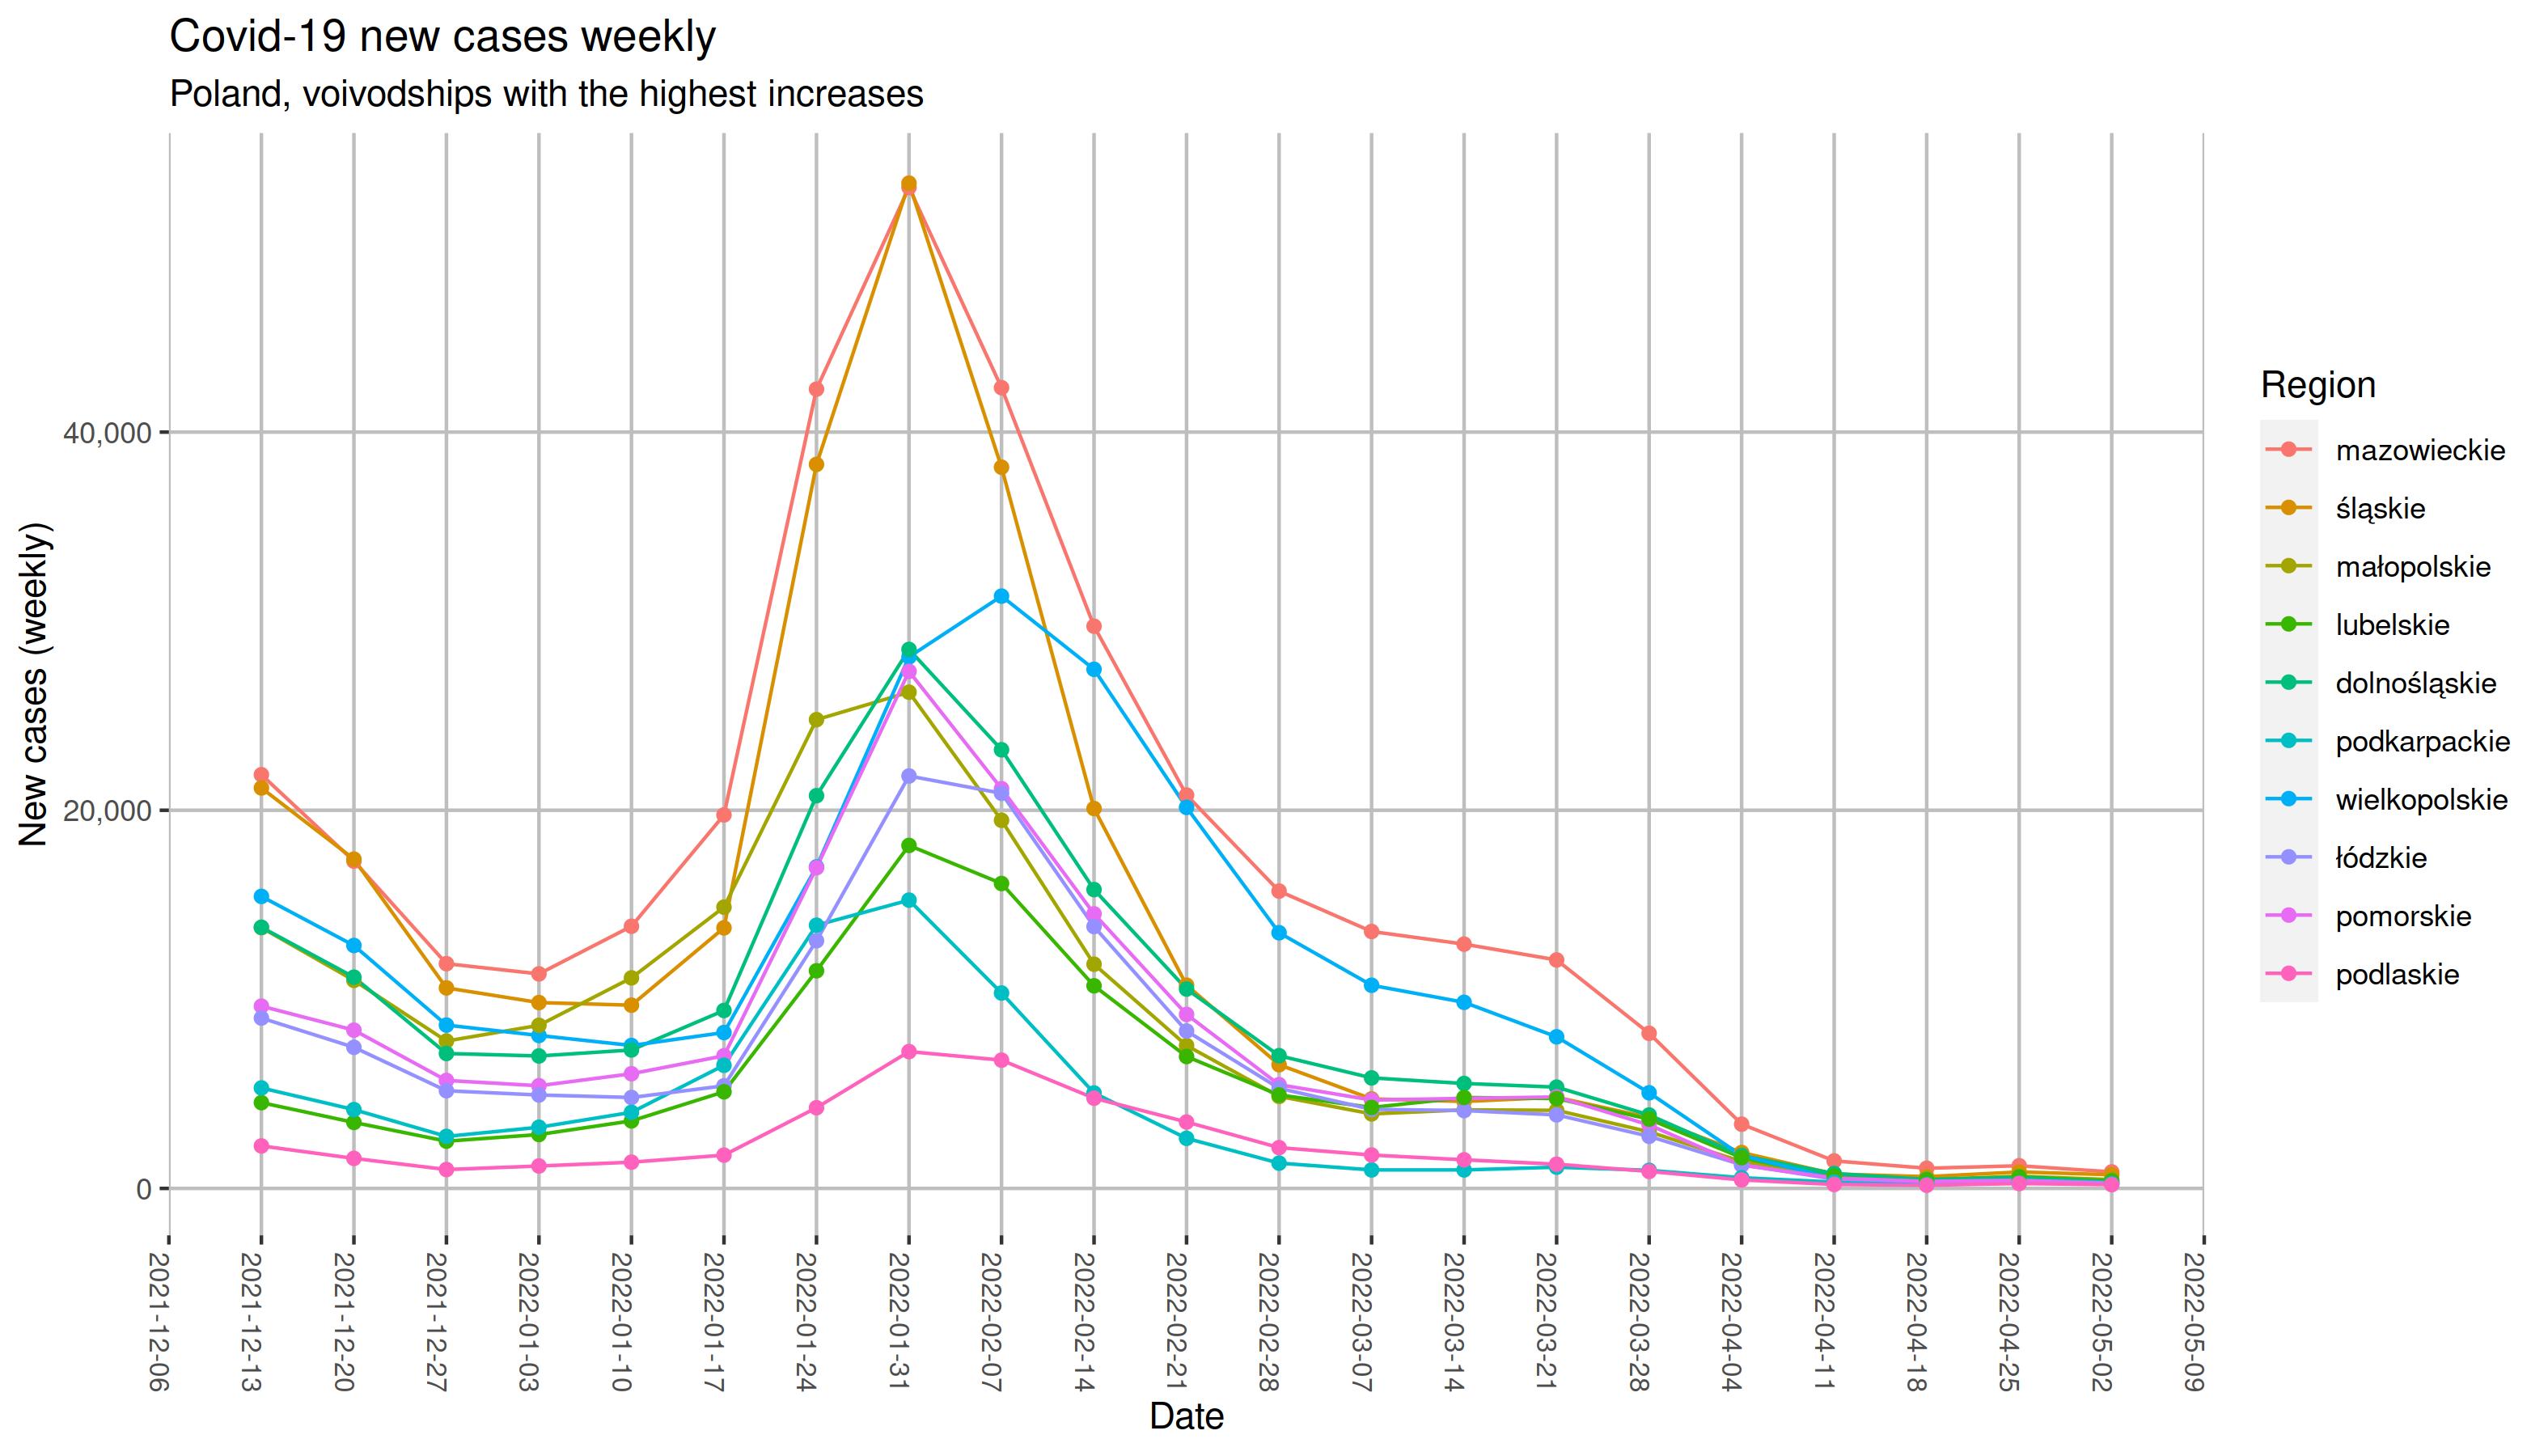 Covid-19 new cases weekly
Poland, voivodships with the highest increases
New cases (weekly)
40,000
20,000
0
2021-12-06
2021-12-13
2021-12-20
2021-12-27
2022-01-03
2022-01-10
2022-01-17
2022-01-24
2022-01-31
2022-02-07
2022-02-14
2022-02-21
2022-02-28
2022-03-07
2022-03-14
2022-03-21
2022-03-28
2022-04-04
2022-04-11
2022-04-18
2022-04-25
2022-05-02
2022-05-09
Date
Region
mazowieckie
śląskie
małopolskie
lubelskie
dolnośląskie
podkarpackie
wielkopolskie
łódzkie
pomorskie
podlaskie